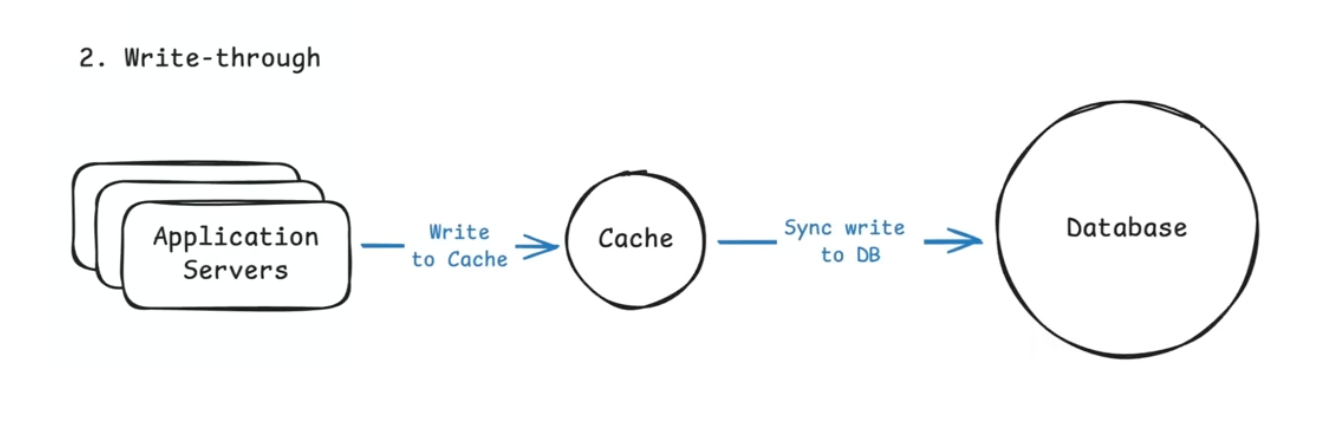 2. Write-through
Application
Servers
Write
to Cache
Cache
Sync write
to DB
Database